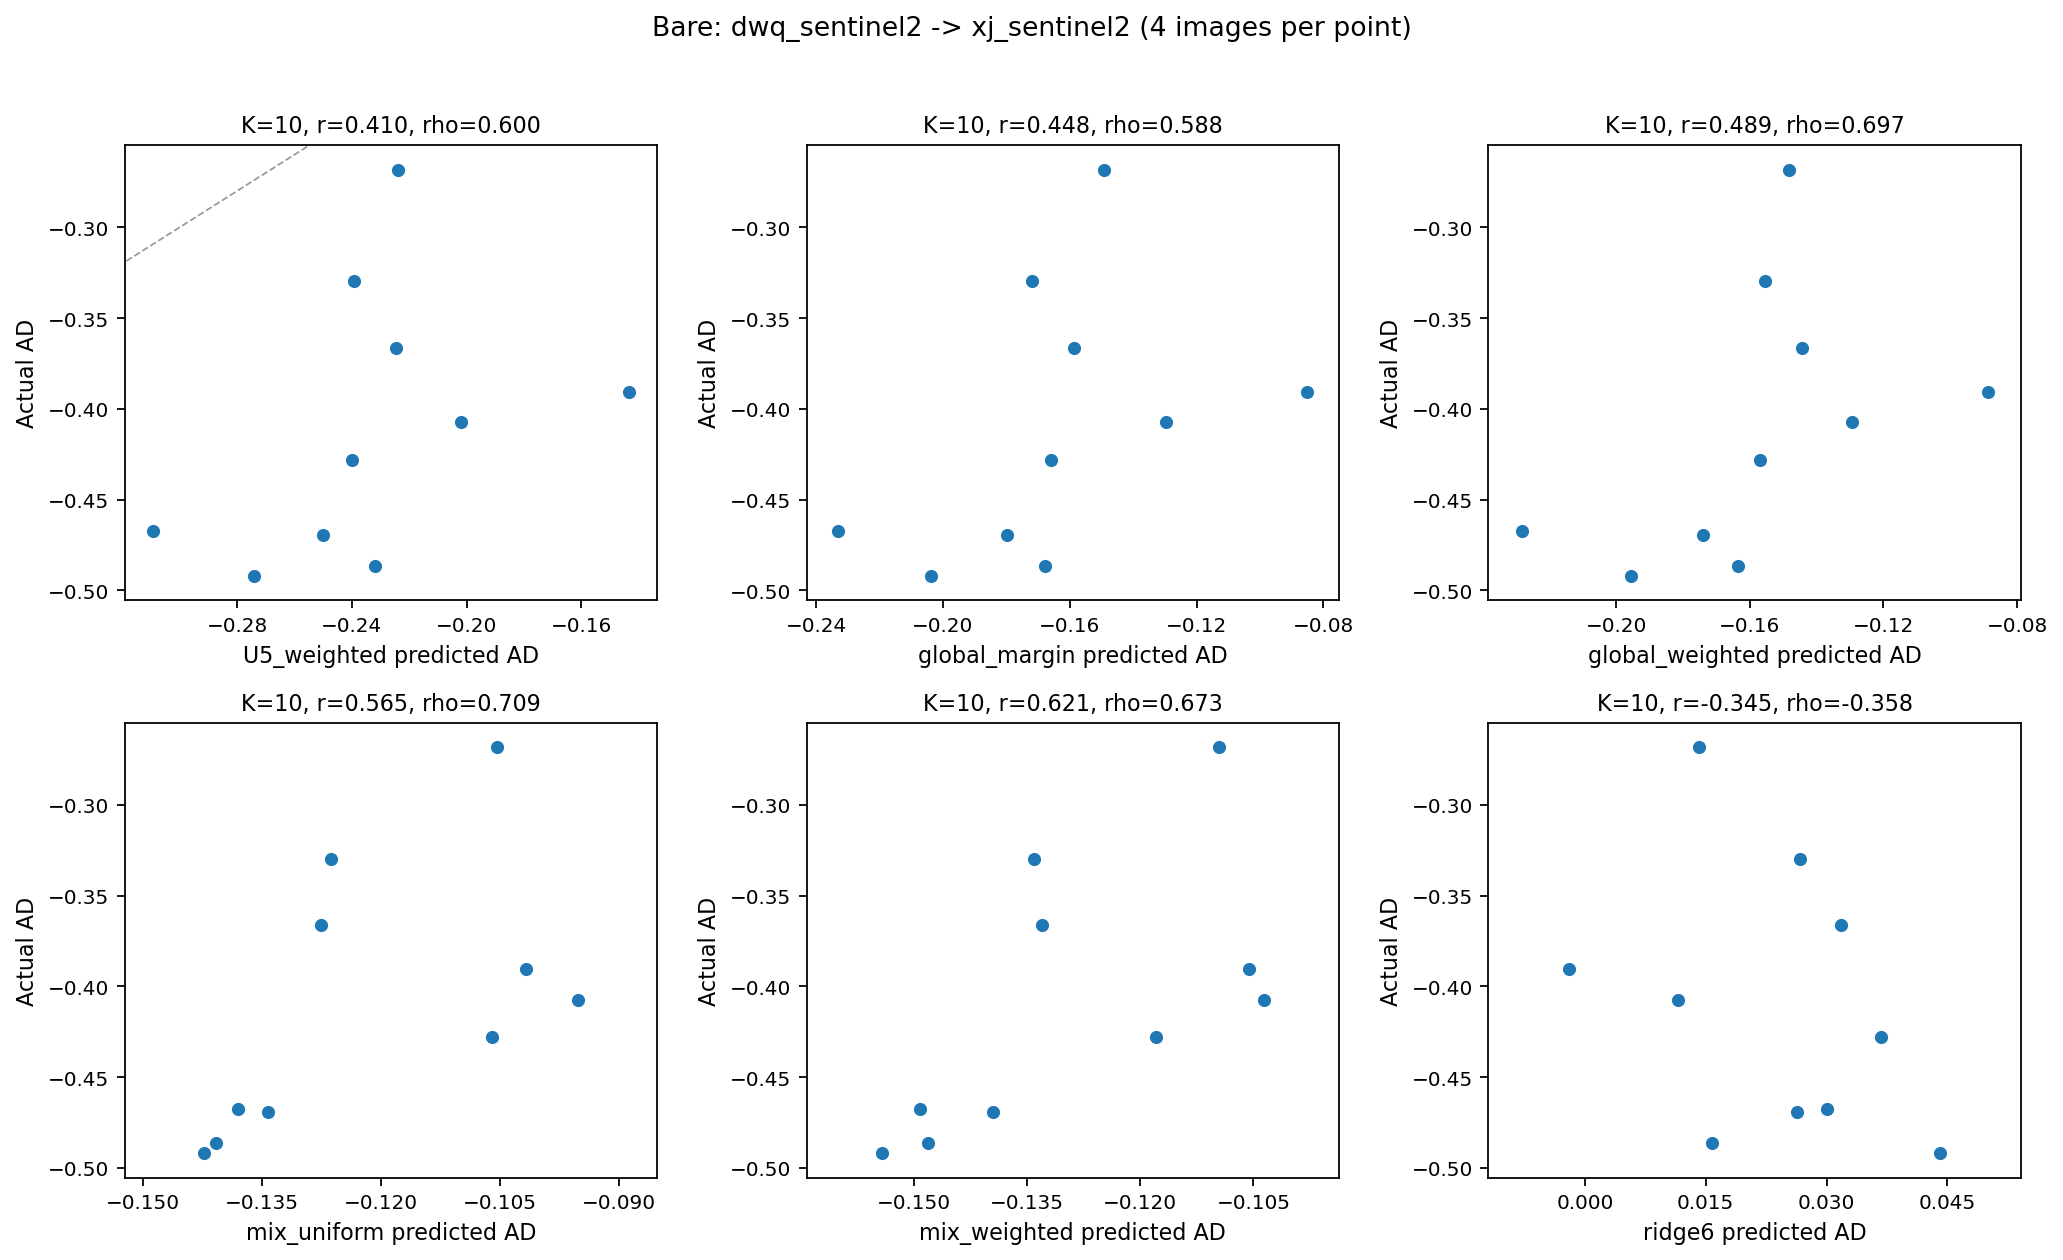 Bare: dwq_sentinel2 -> xj_sentinel2 (4 images per point)
K=10, r=0.410, rho=0.600
Actual AD
−0.30
−0.35
−0.40
−0.45
−0.50
−0.28 −0.24 −0.20 −0.16
U5_weighted predicted AD
K=10, r=0.448, rho=0.588
Actual AD
−0.30
−0.35
−0.40
−0.45
−0.50
−0.24 −0.20 −0.16 −0.12 −0.08
global_margin predicted AD
K=10, r=0.489, rho=0.697
Actual AD
−0.30
−0.35
−0.40
−0.45
−0.50
−0.20 −0.16 −0.12 −0.08
global_weighted predicted AD
K=10, r=0.565, rho=0.709
Actual AD
−0.30
−0.35
−0.40
−0.45
−0.50
−0.150 −0.135 −0.120 −0.105 −0.090
mix_uniform predicted AD
K=10, r=0.621, rho=0.673
Actual AD
−0.30
−0.35
−0.40
−0.45
−0.50
−0.150 −0.135 −0.120 −0.105
mix_weighted predicted AD
K=10, r=-0.345, rho=-0.358
Actual AD
−0.30
−0.35
−0.40
−0.45
−0.50
0.000 0.015 0.030 0.045
ridge6 predicted AD